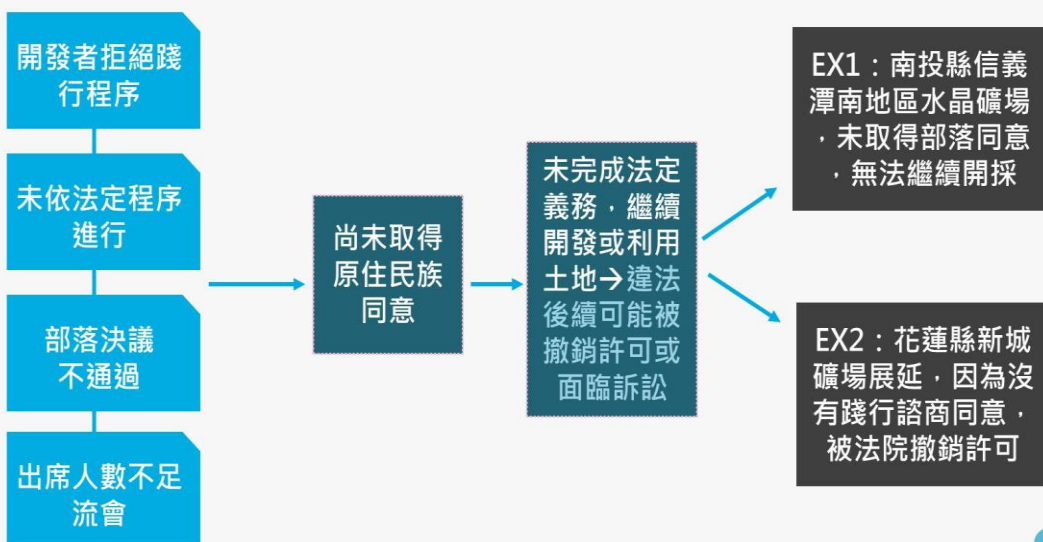 開發者拒絕踐
行程序
未依法定程序
進行
部落決議
不通過
出席人數不足
流會
尚未取得
原住民族
同意
未完成法定
義務，繼續
開發或利用
土地→違法
後續可能被
撤銷許可或
面臨訴訟
EX1：南投縣信義
潭南地區水晶礦場
，未取得部落同意
，無法繼續開採
EX2：花蓮縣新城
礦場展延，因為沒
有踐行諮商同意，
被法院撤銷許可